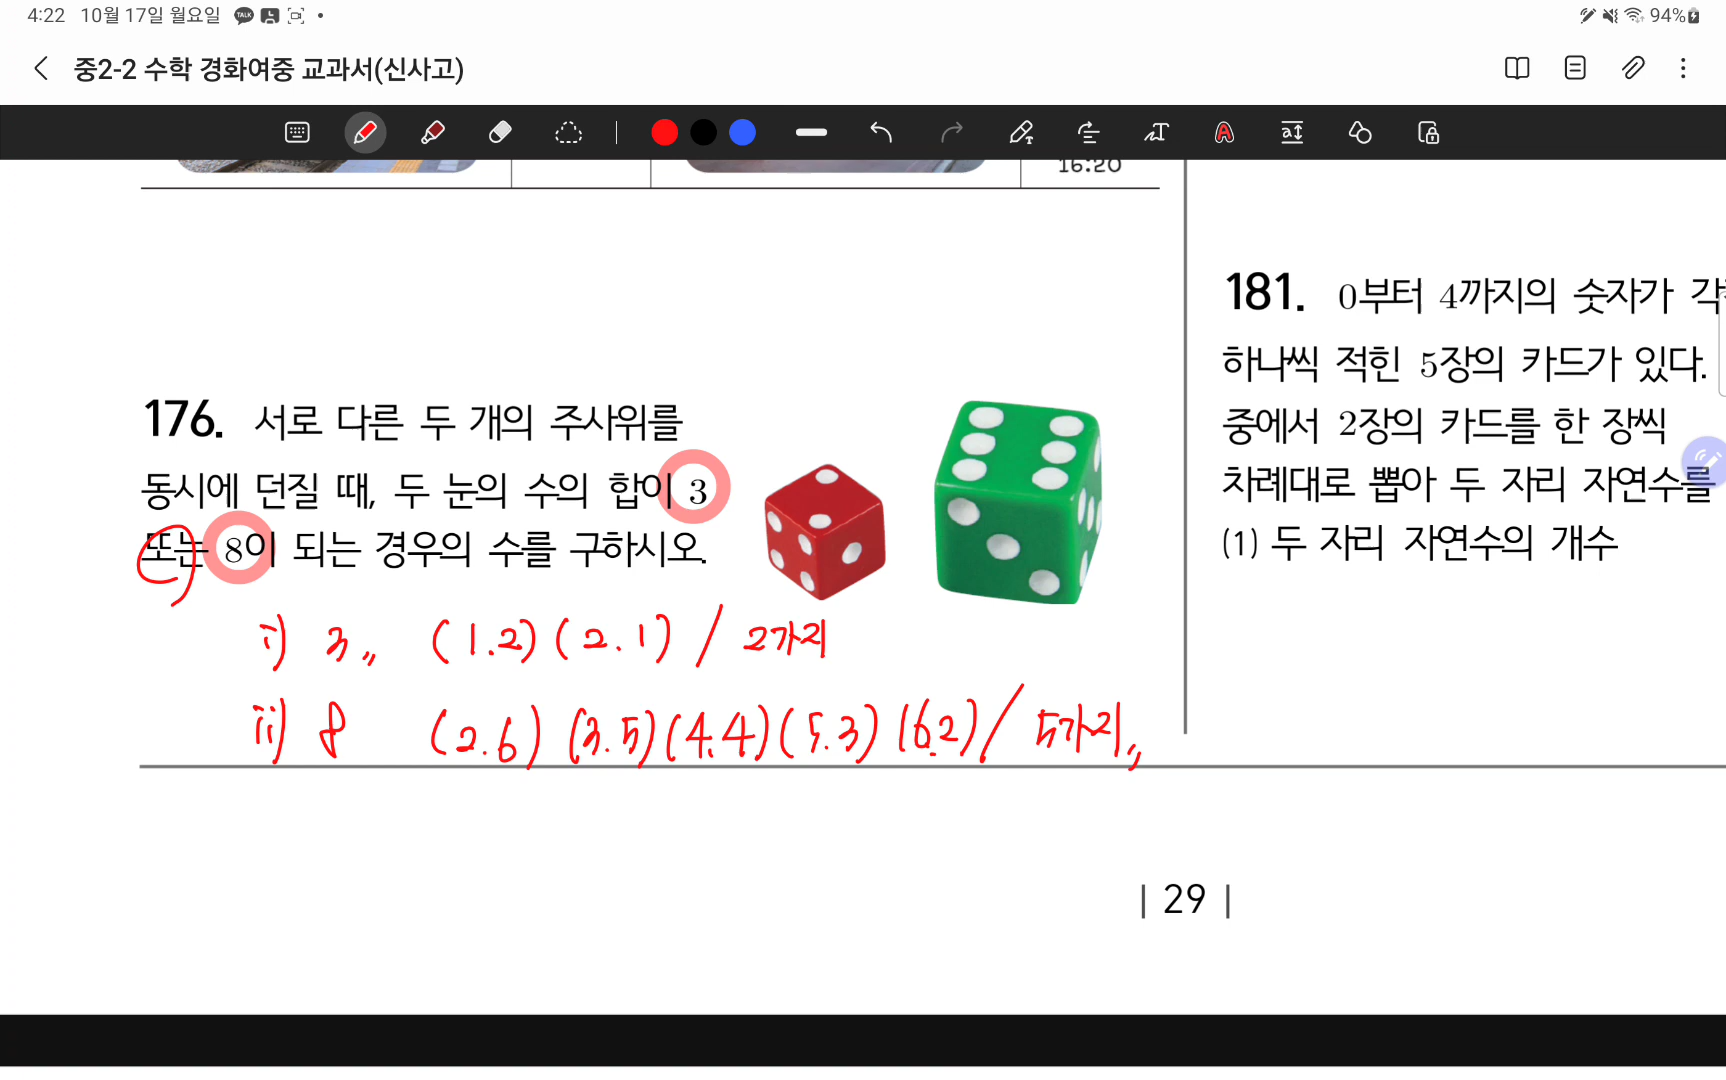 4:22 10월 17일 월요일 TALK
94%
중2-2 수학 경화여중 교과서(신사고)
16:20
176. 서로 다른 두 개의 주사위를
동시에 던질 때, 두 눈의 수의 합이 3
또는 8이 되는 경우의 수를 구하시오.
i) 3,, (1.2) (2.1) / 2가지
ii) 8 (2.6) (3.5) (4.4) (5.3) (6.2) / 5가지,,
181. 0부터 4까지의 숫자가 각
하나씩 적힌 5장의 카드가 있다.
중에서 2장의 카드를 한 장씩
차례대로 뽑아 두 자리 자연수를
(1) 두 자리 자연수의 개수
| 29 |